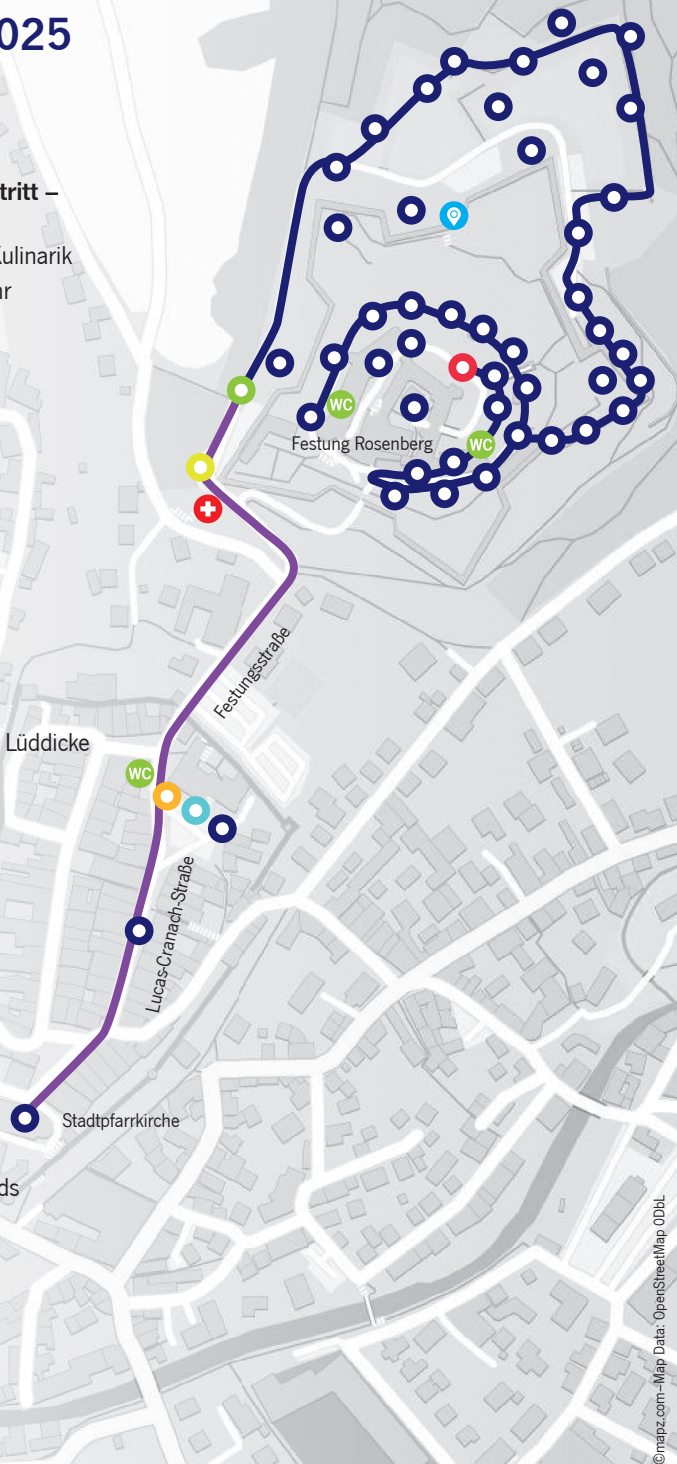 025
tritt –
Kulinarik
hr
WC
Festung Rosenberg
WC
Festungsstraße
Lüddicke
WC
Lucas-Cranach-Straße
Stadtpfarrkirche
ds
©mapz.com–Map Data: OpenStreetMap ODbL